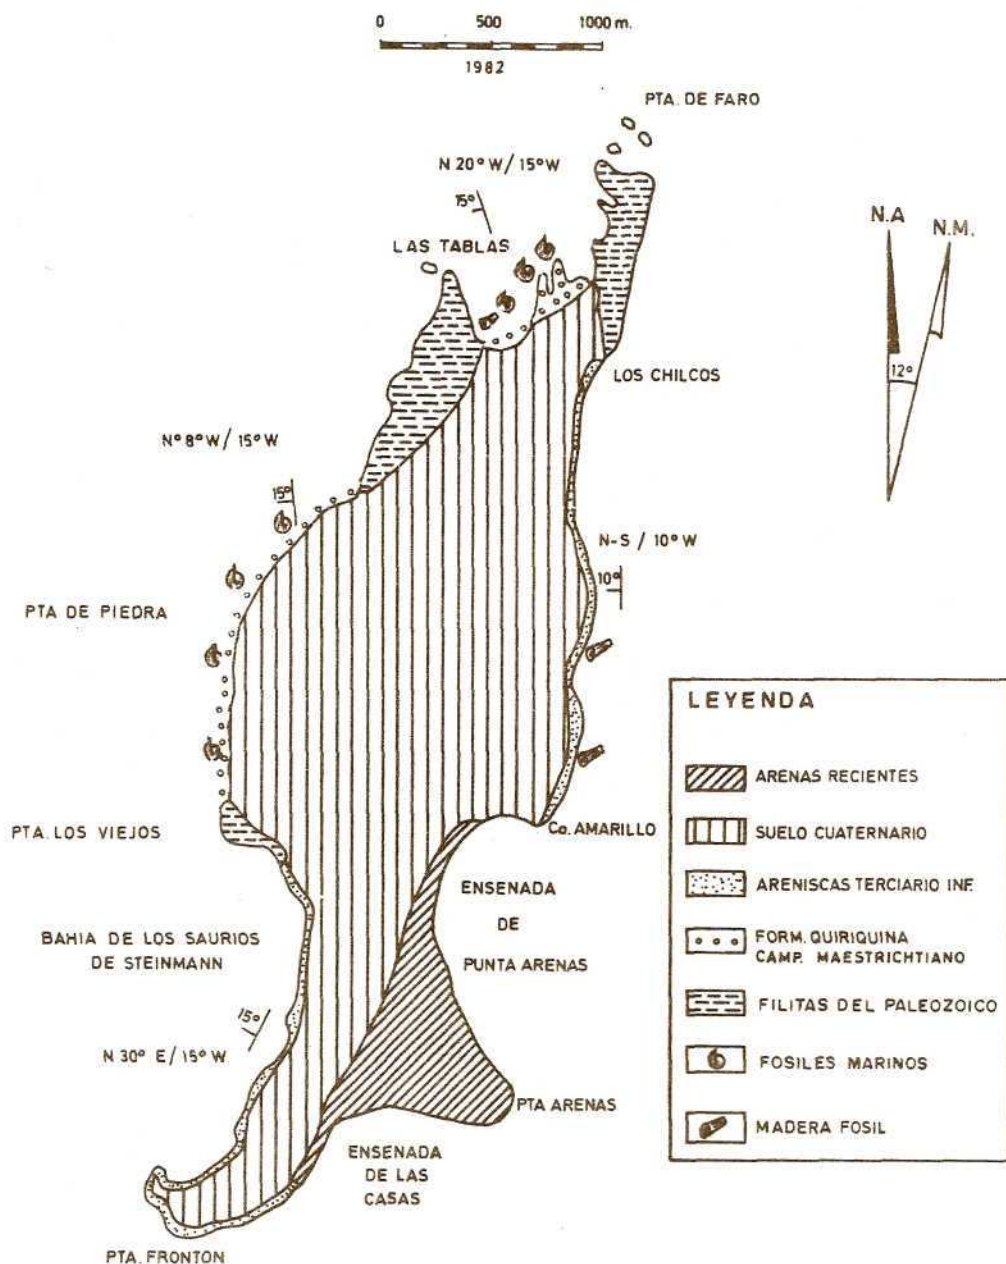 0 500 1000 m.
1982
PTA. DE FARO
N 20° W / 15° W
15°
N.A
N.M.
LAS TABLAS
12°
LOS CHILCOS
N° 8° W / 15° W
15°
N-S / 10° W
10°
PTA DE PIEDRA
LEYENDA
ARENAS RECIENTES
SUELO CUATERNARIO
ARENISCAS TERCIARIO INF.
FORM. QUIRIQUINA
CAMP. MAESTRICHTIANO
FILITAS DEL PALEOZOICO
FOSILES MARINOS
MADERA FOSIL
PTA. LOS VIEJOS
Co. AMARILLO
ENSENADA
DE
PUNTA ARENAS
BAHIA DE LOS SAURIOS
DE STEINMANN
15°
N 30° E / 15° W
PTA ARENAS
ENSENADA
DE LAS
CASAS
PTA. FRONTON